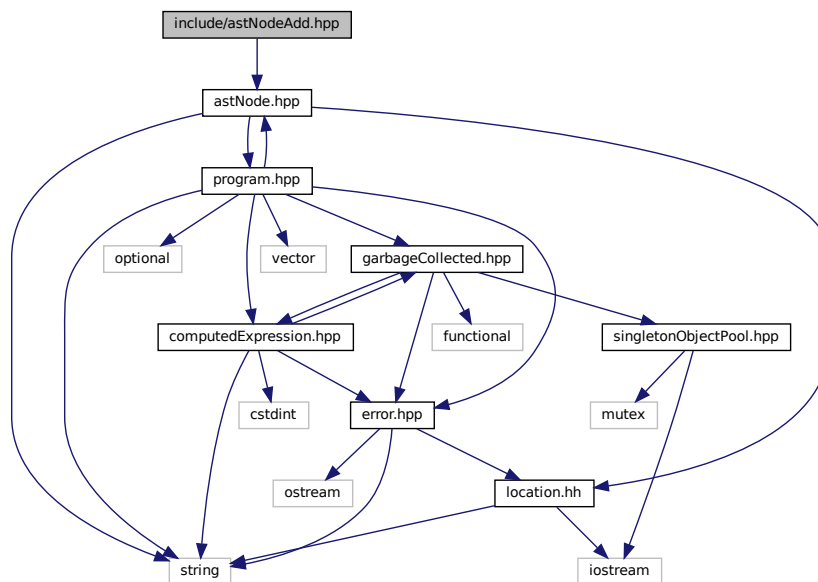 include/astNodeAdd.hpp
astNode.hpp
program.hpp
optional
vector
garbageCollected.hpp
computedExpression.hpp
functional
singletonObjectPool.hpp
cstdint
error.hpp
mutex
ostream
location.hh
string
iostream